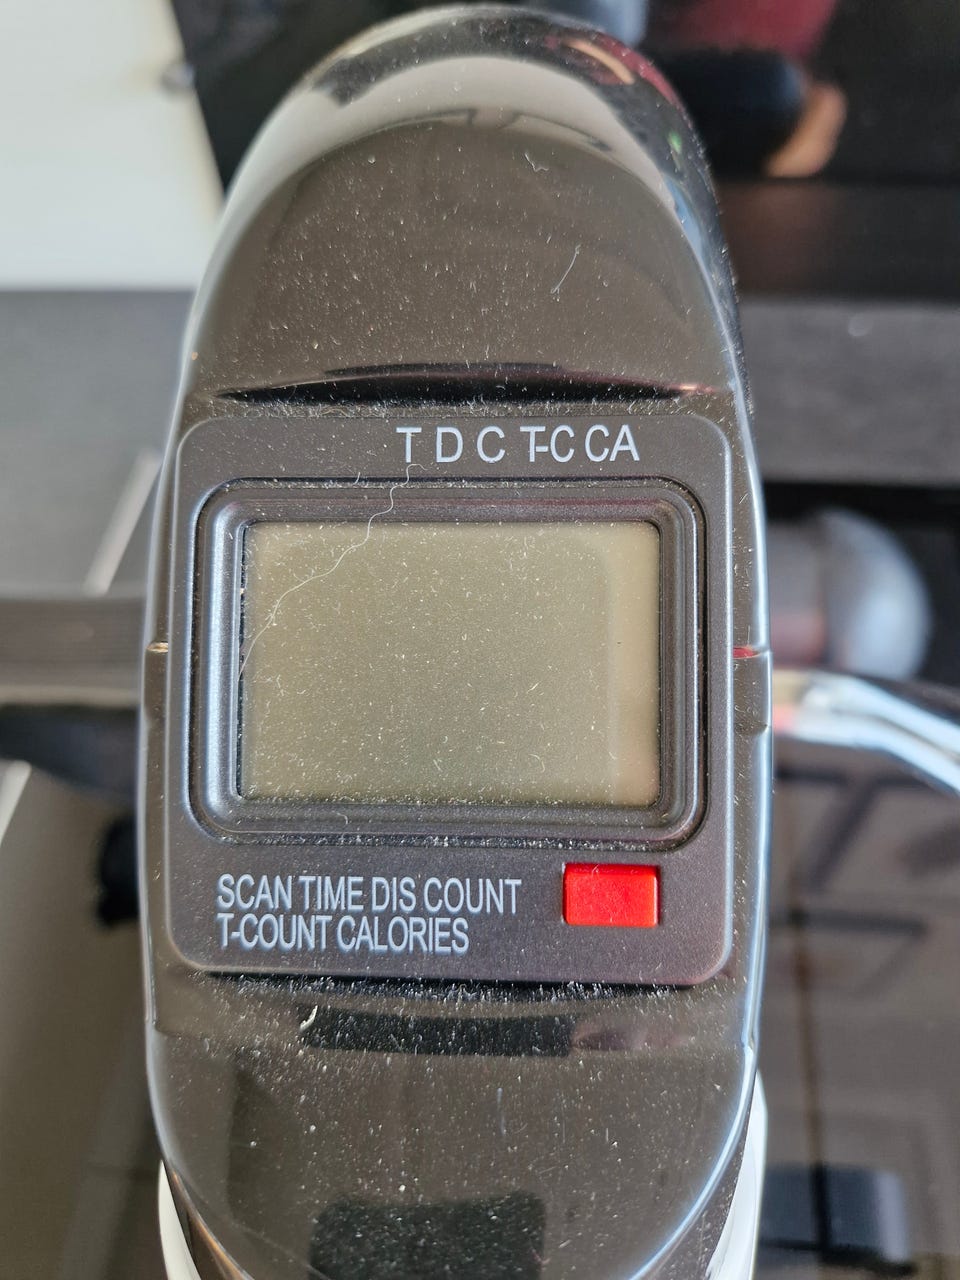 T D C T-C CA
SCAN TIME DIS COUNT
T-COUNT CALORIES